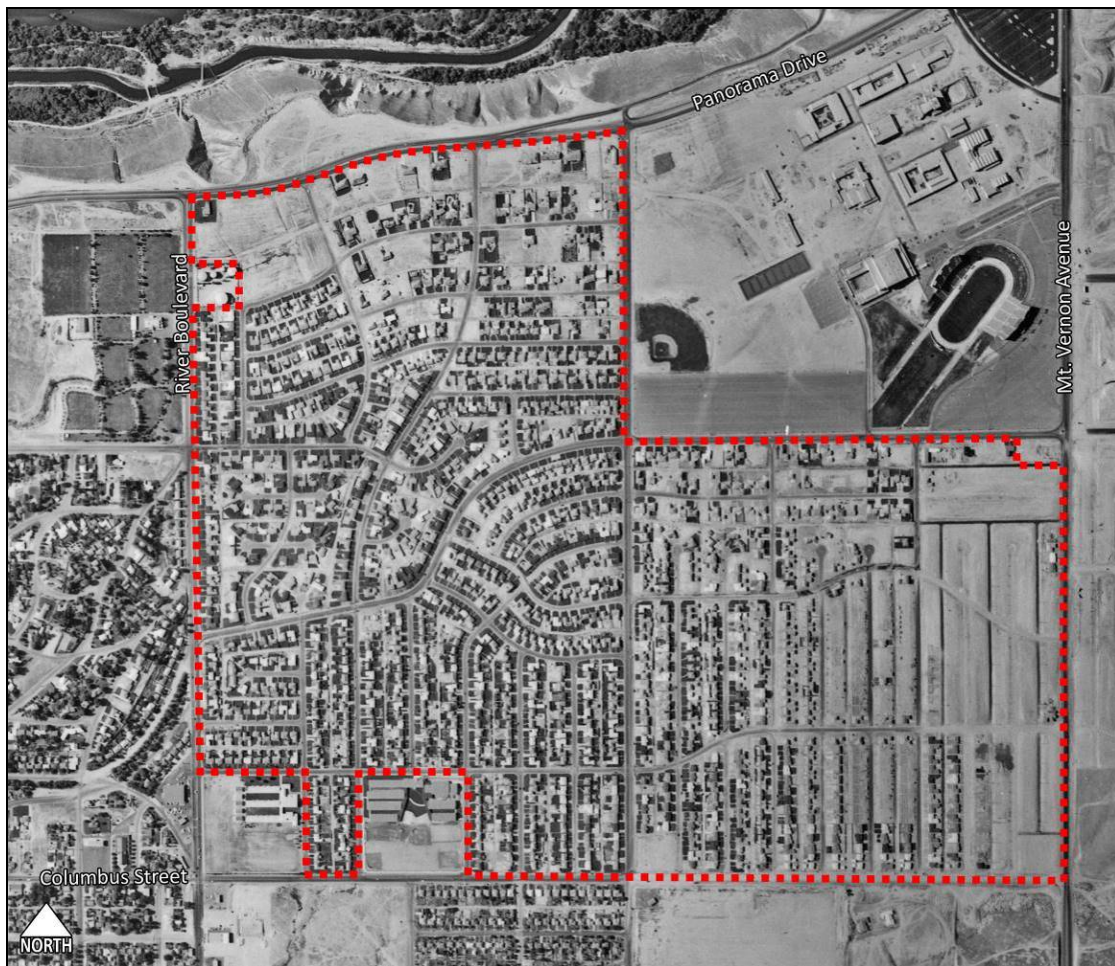 Panorama Drive
River Boulevard
Mt. Vernon Avenue
Columbus Street
NORTH